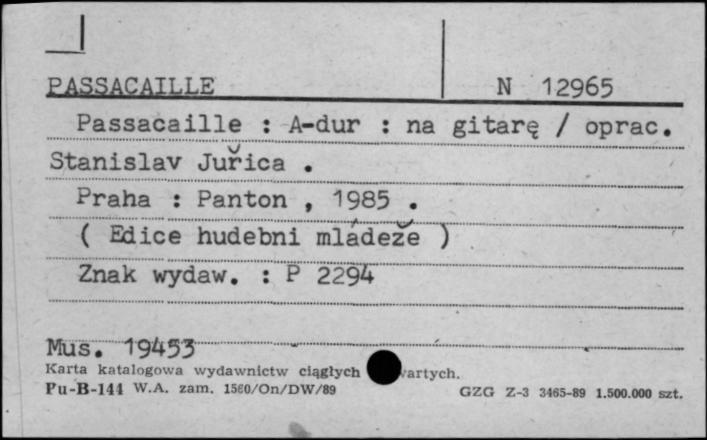 PASSACAILLE N 12965
Passacaille : A-dur : na gitarę / oprac.
Stanislav Juřica .
Praha : Panton , 1985 .
( Edice hudebni mládeže )
Znak wydaw. : P 2294
Mus. 19453
Karta katalogowa wydawnictw ciągłych
Pu-B-144 W.A. zam. 1560/On/DW/89 GZG Z-3 3465-89 1.500.000 szt.